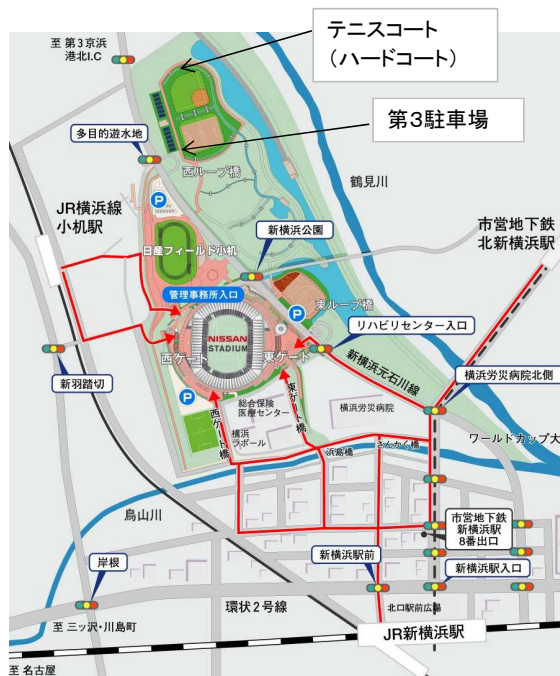 テニスコート
（ハードコート）
至 第３京浜
港北I.C
第３駐車場
多目的遊水地
西ループ橋
鶴見川
P
JR横浜線
小机駅
市営地下鉄
北新横浜駅
新横浜公園
日産フィールド小机
管理事務所入口
東ループ橋
P
リハビリセンター入口
NISSAN
STADIUM
西ゲート
東ゲート
新横浜元石川線
新羽踏切
横浜労災病院北側
P
総合保険
医療センター
横浜労災病院
西ゲート橋
東ゲート橋
横浜
ラポール
浜鳥橋
さんかく橋
ワールドカップ大
鳥山川
市営地下鉄
新横浜駅
8番出口
岸根
新横浜駅前
新横浜駅入口
環状２号線
北口駅前広場
至 三ッ沢・川島町
JR新横浜駅
至 名古屋